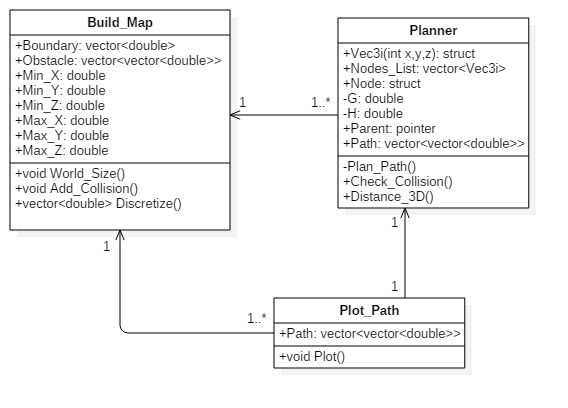 Build_Map
+Boundary: vector<double>
+Obstacle: vector<vector<double>>
+Min_X: double
+Min_Y: double
+Min_Z: double
+Max_X: double
+Max_Y: double
+Max_Z: double
+void World_Size()
+void Add_Collision()
+vector<double> Discretize()
1
1..*
Planner
+Vec3i(int x,y,z): struct
+Nodes_List: vector<Vec3i>
+Node: struct
-G: double
-H: double
+Parent: pointer
+Path: vector<vector<double>>
-Plan_Path()
+Check_Collision()
+Distance_3D()
1
1
1
1..*
Plot_Path
+Path: vector<vector<double>>
+void Plot()